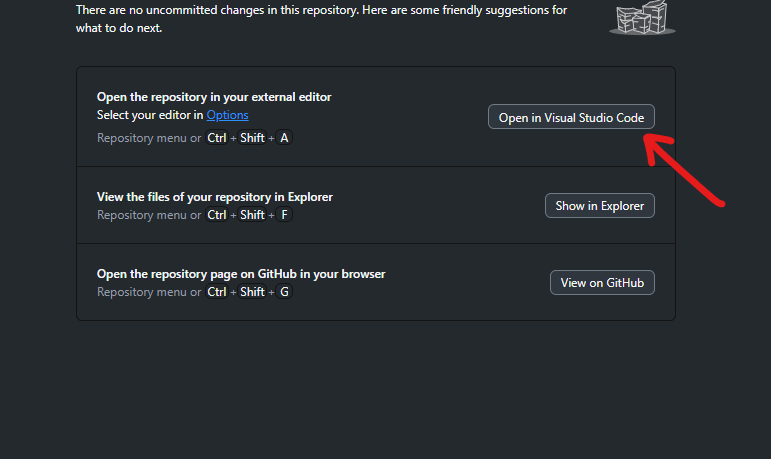 There are no uncommitted changes in this repository. Here are some friendly suggestions for
what to do next.
Open the repository in your external editor
Select your editor in Options
Repository menu or Ctrl + Shift + A
Open in Visual Studio Code
View the files of your repository in Explorer
Repository menu or Ctrl + Shift + F
Show in Explorer
Open the repository page on GitHub in your browser
Repository menu or Ctrl + Shift + G
View on GitHub